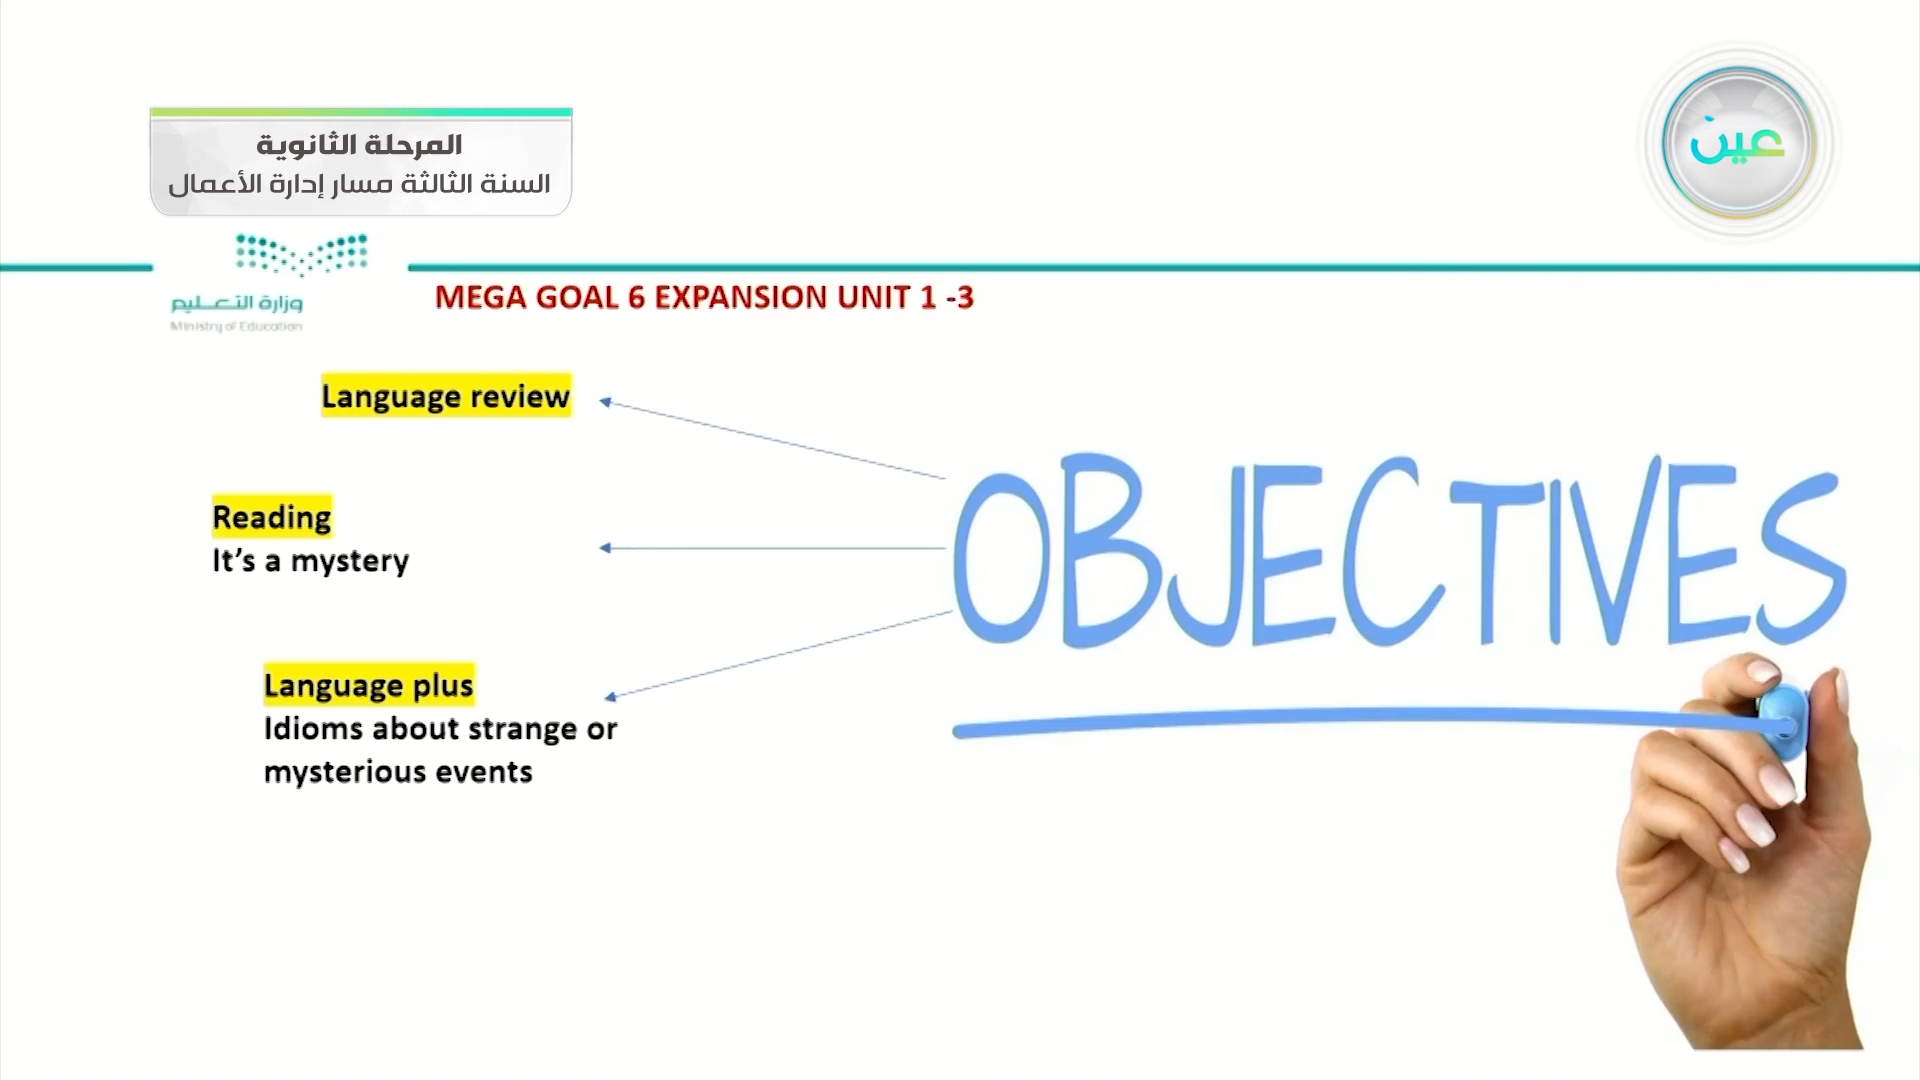 المرحلة الثانوية
السنة الثالثة مسار إدارة الأعمال
عين
وزارة التعليم
Ministry of Education
MEGA GOAL 6 EXPANSION UNIT 1 -3
Language review
Reading
It’s a mystery
Language plus
Idioms about strange or
mysterious events
OBJECTIVES